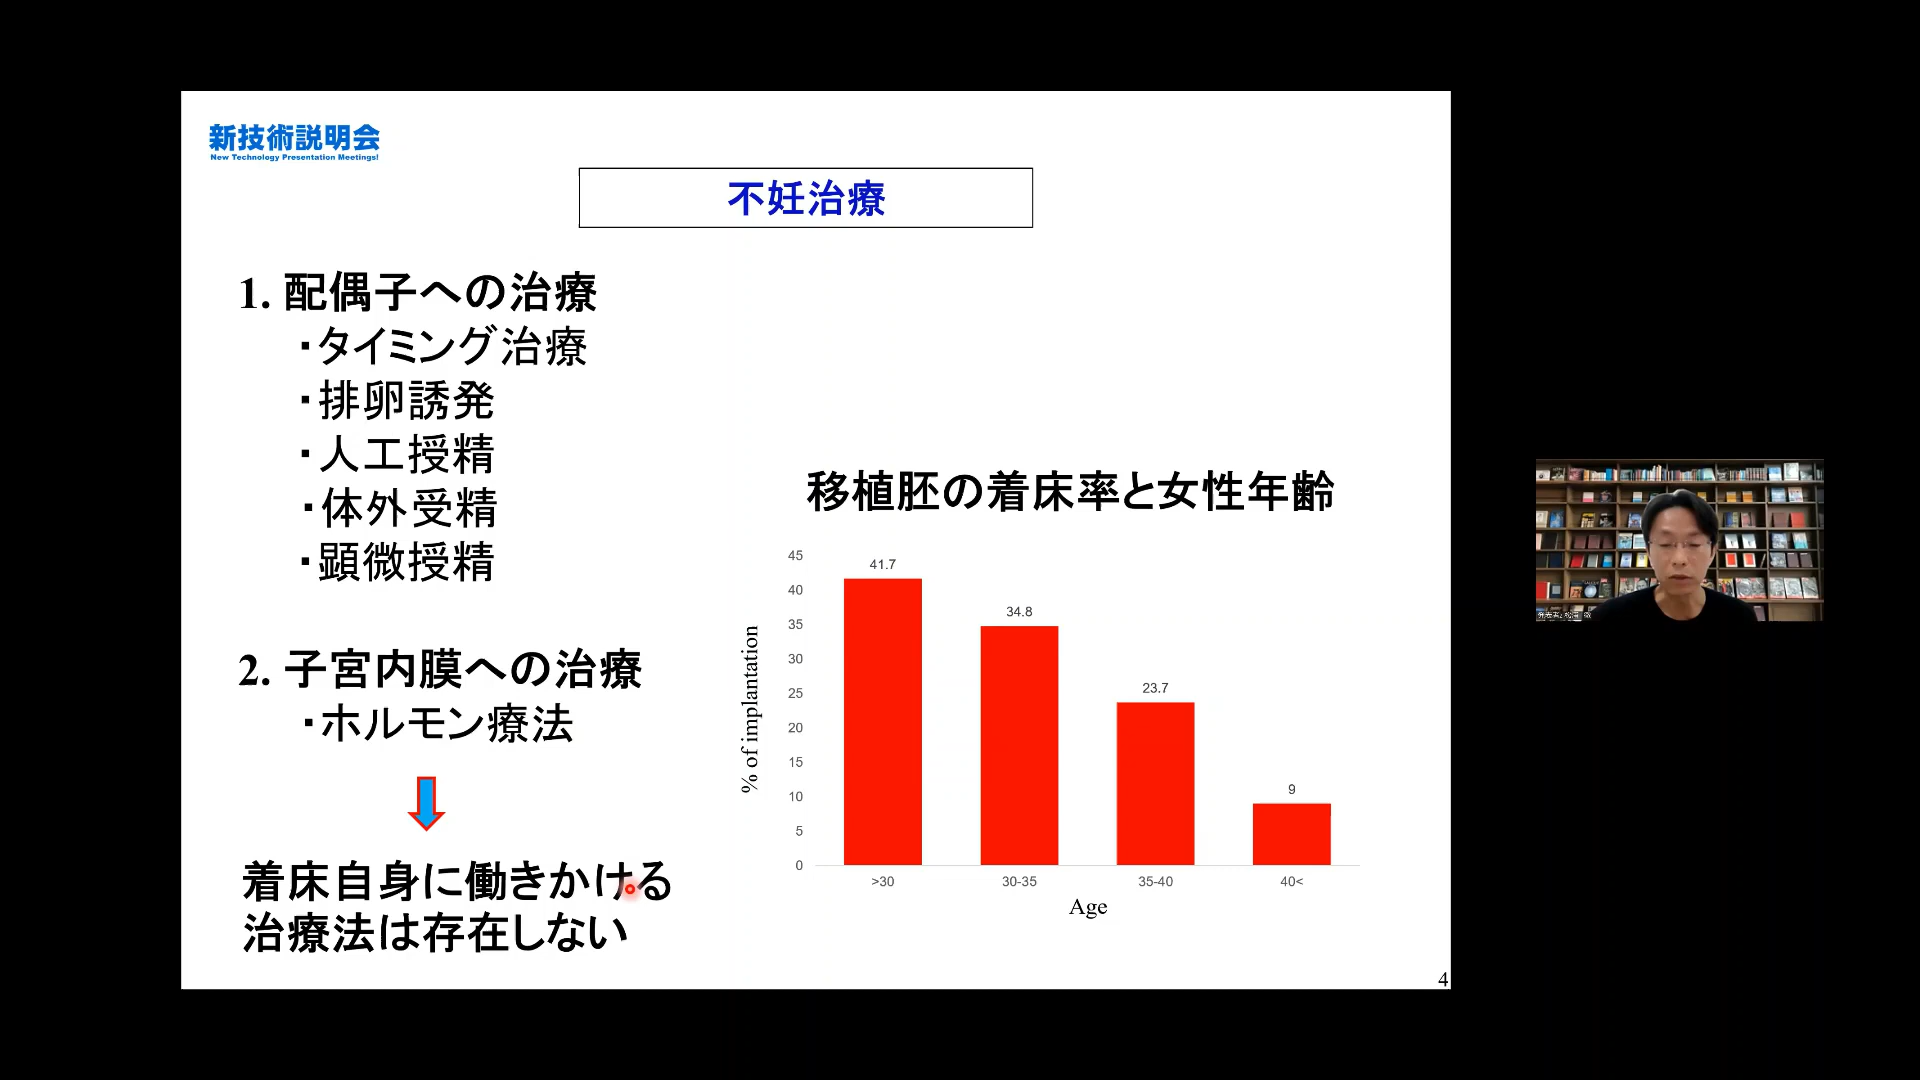 新技術説明会
New Technology Presentation Meetings!
不妊治療
1. 配偶子への治療
・タイミング治療
・排卵誘発
・人工授精
・体外受精
・顕微授精
2. 子宮内膜への治療
・ホルモン療法
着床自身に働きかける
治療法は存在しない
移植胚の着床率と女性年齢
% of implantation
45
40
35
30
25
20
15
10
5
0
41.7
34.8
23.7
9
>30
30-35
35-40
40<
Age
4